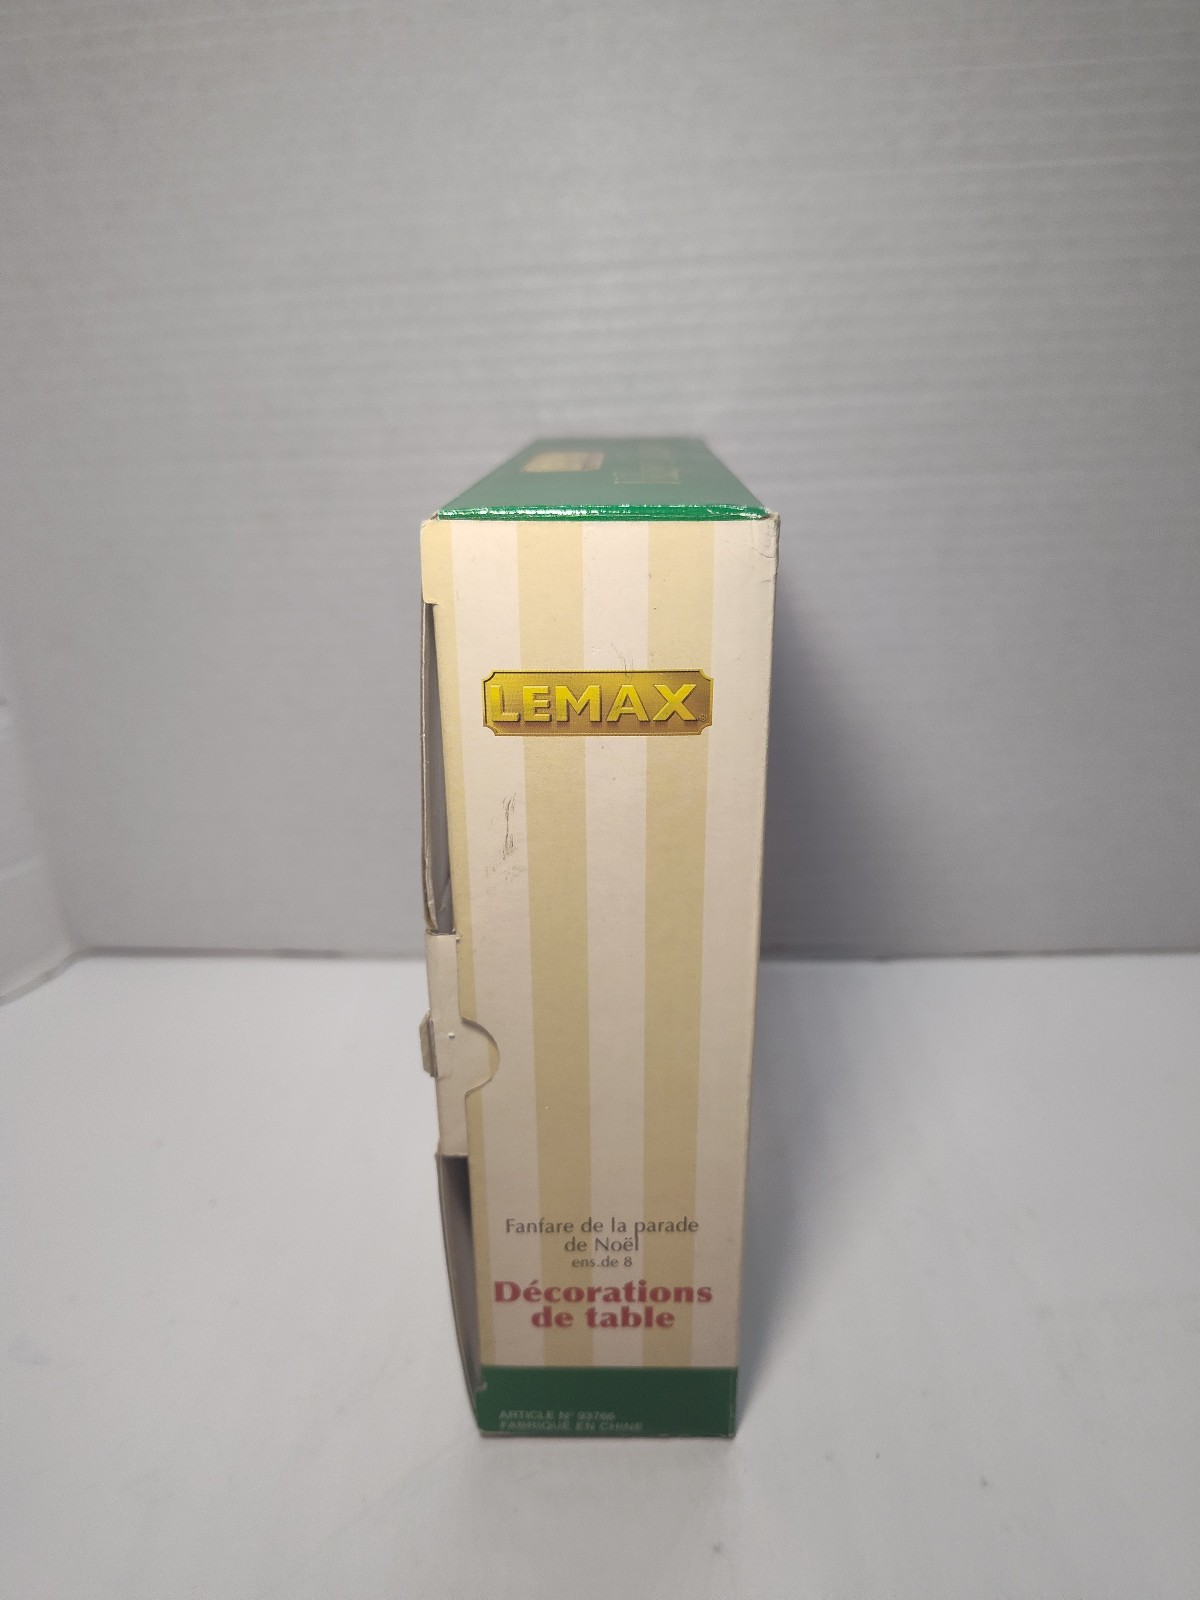 LEMAX
Fanfare de la parade
de Noël
ens.de 8
Décorations
de table
ARTICLE N° 93766
FABRIQUÉ EN CHINE